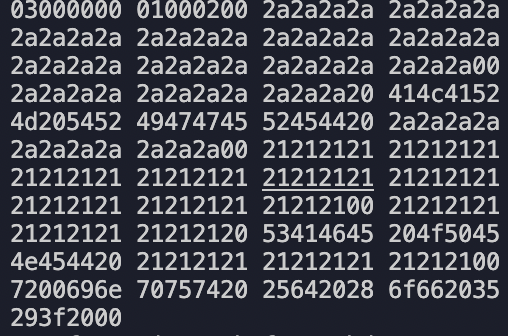 03000000 01000200 2a2a2a2a 2a2a2a2a
2a2a2a2a 2a2a2a2a 2a2a2a2a 2a2a2a2a
2a2a2a2a 2a2a2a2a 2a2a2a2a 2a2a2a00
2a2a2a2a 2a2a2a2a 2a2a2a20 414c4152
4d205452 49474745 52454420 2a2a2a2a
2a2a2a2a 2a2a2a00 21212121 21212121
21212121 21212121 21212121 21212121
21212121 21212121 21212100 21212121
21212121 21212120 53414645 204f5045
4e454420 21212121 21212121 21212100
7200696e 70757420 25642028 6f662035
293f2000